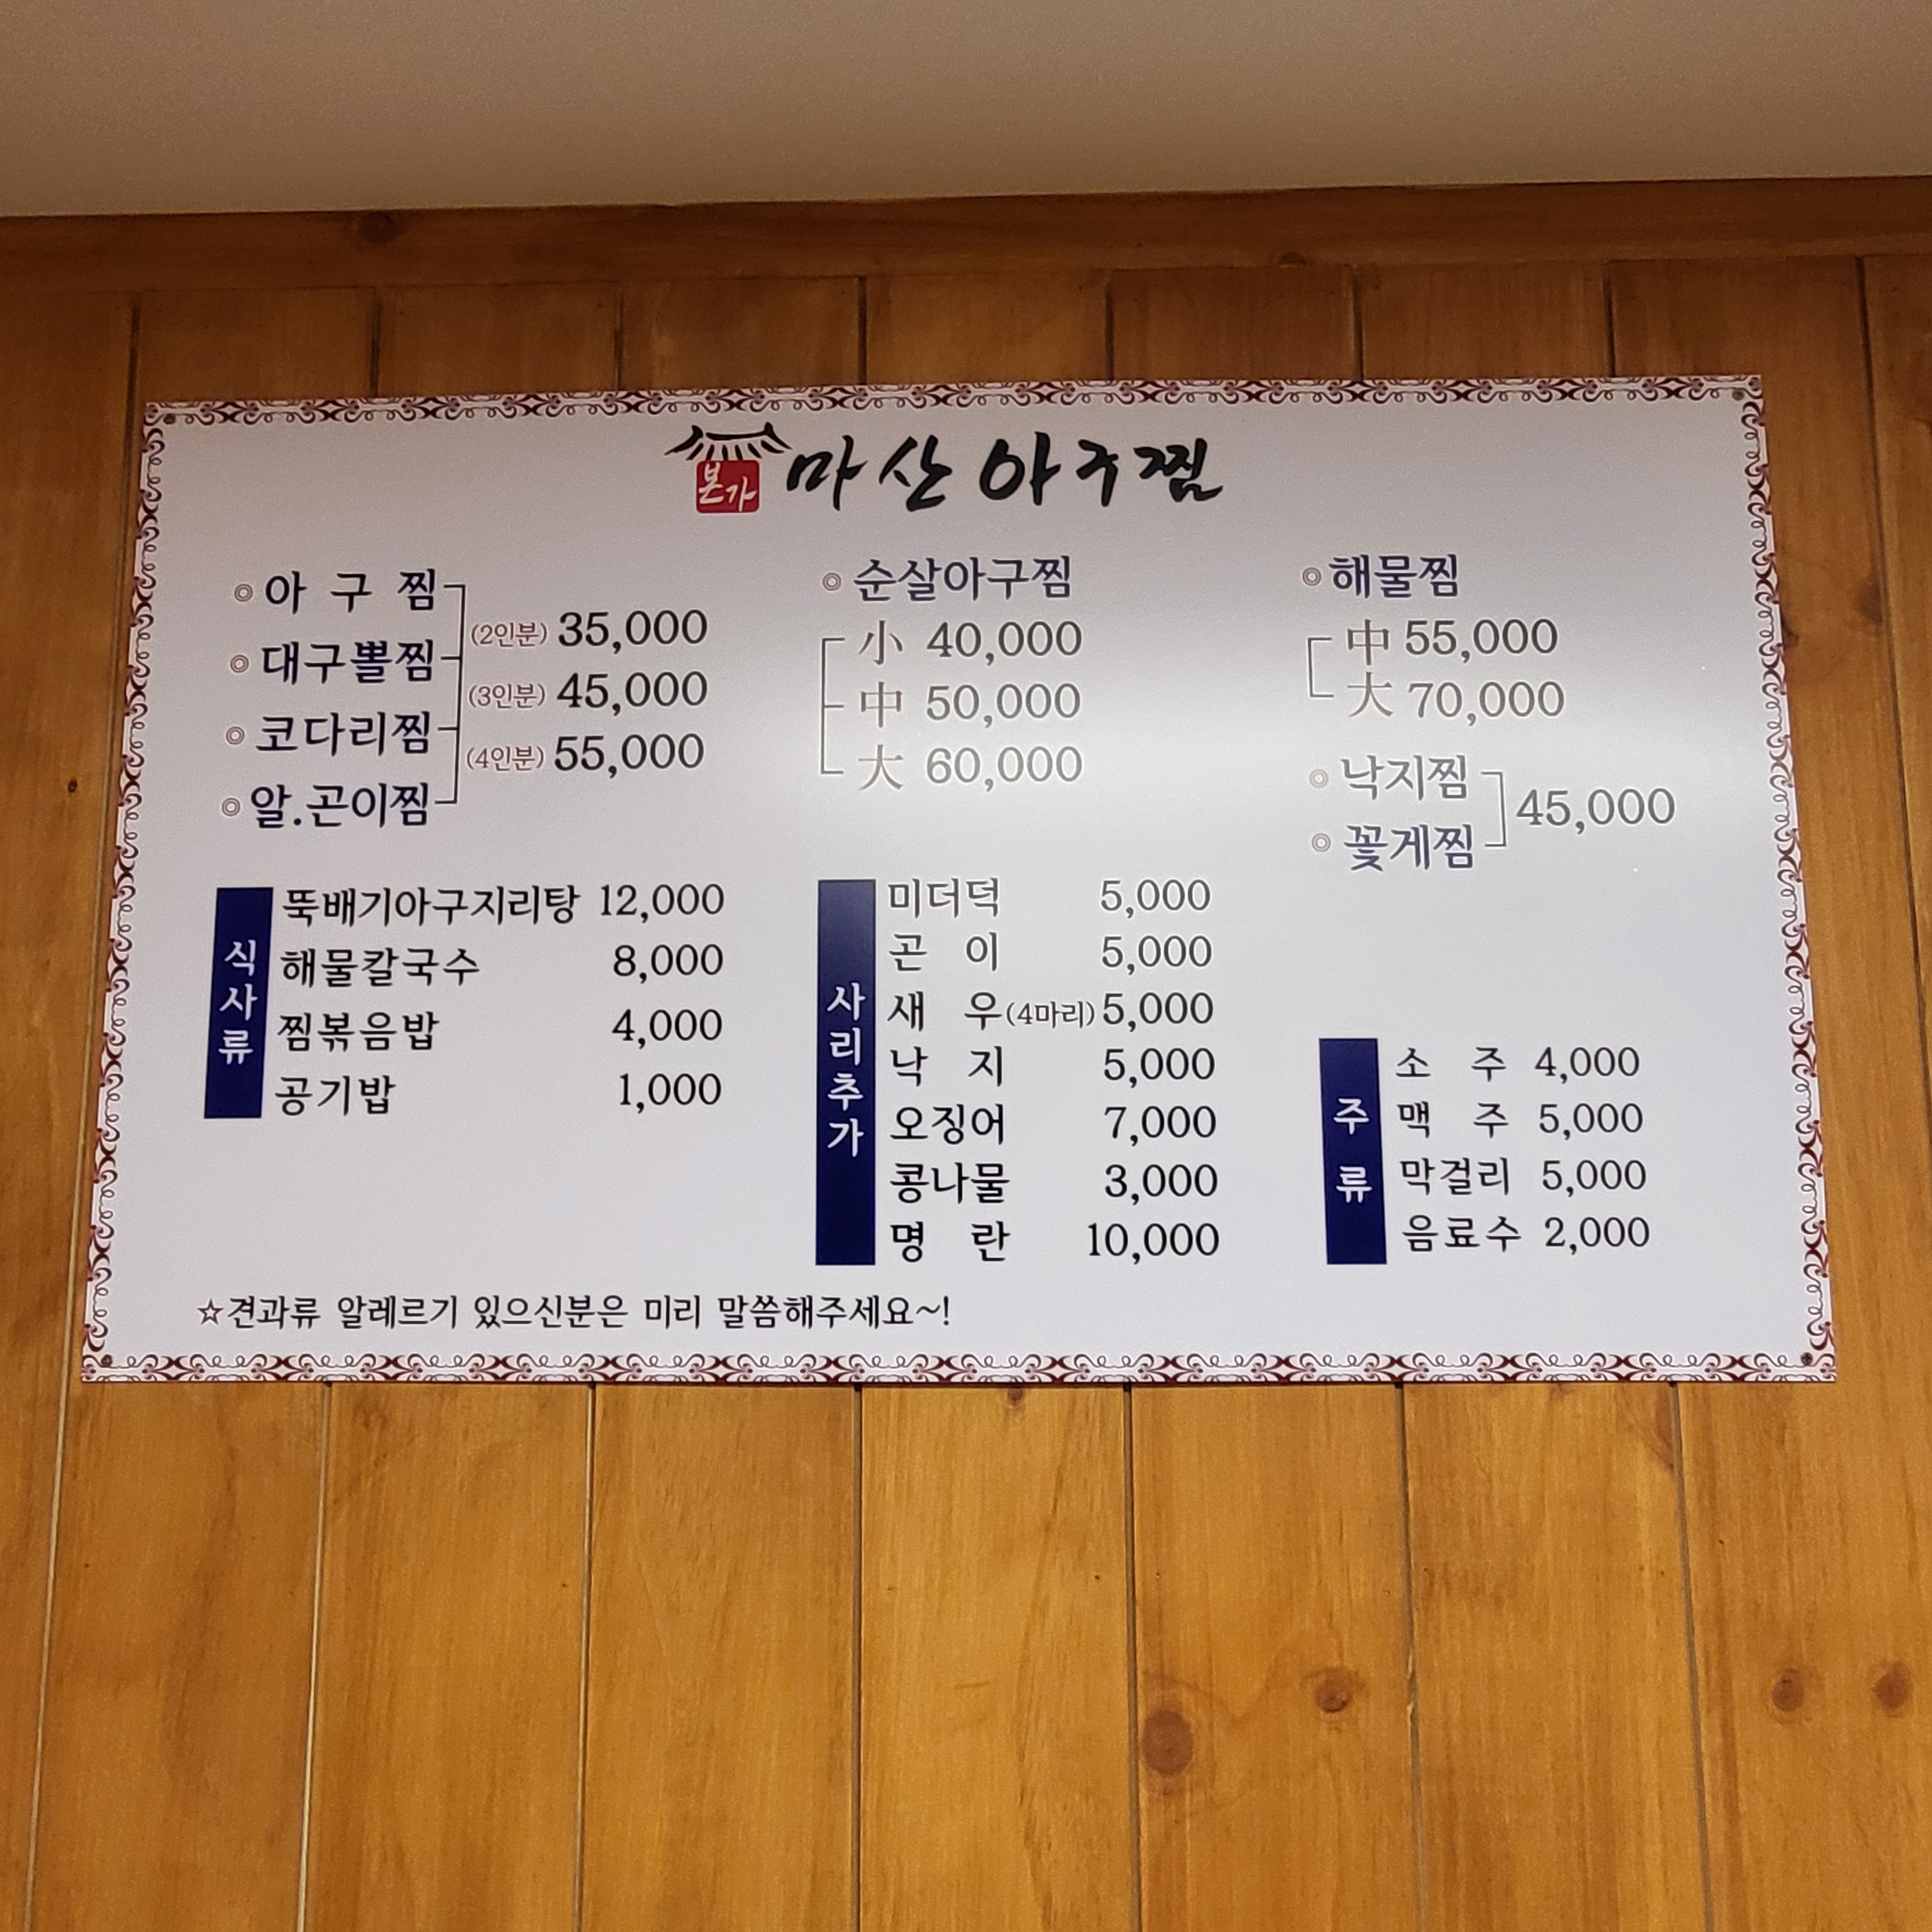 본가 마산아구찜
◎ 아 구 찜
◎ 대구뽈찜
◎ 코다리찜
◎ 알.곤이찜
(2인분) 35,000
(3인분) 45,000
(4인분) 55,000
◎ 순살아구찜
小 40,000
中 50,000
大 60,000
◎ 해물찜
中 55,000
大 70,000
◎ 낙지찜
◎ 꽃게찜
45,000
식사류
뚝배기아구지리탕 12,000
해물칼국수 8,000
찜볶음밥 4,000
공기밥 1,000
사리추가
미더덕 5,000
곤 이 5,000
새 우(4마리) 5,000
낙 지 5,000
오징어 7,000
콩나물 3,000
명 란 10,000
주류
소 주 4,000
맥 주 5,000
막걸리 5,000
음료수 2,000
☆견과류 알레르기 있으신분은 미리 말씀해주세요~!